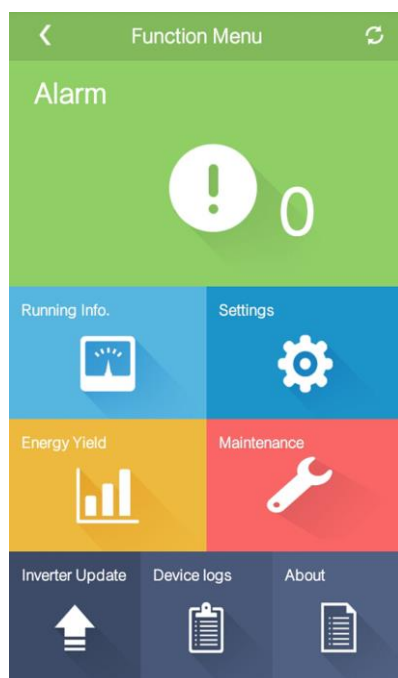 Function Menu
Alarm
0
Running Info.
Settings
Energy Yield
Maintenance
Inverter Update
Device logs
About